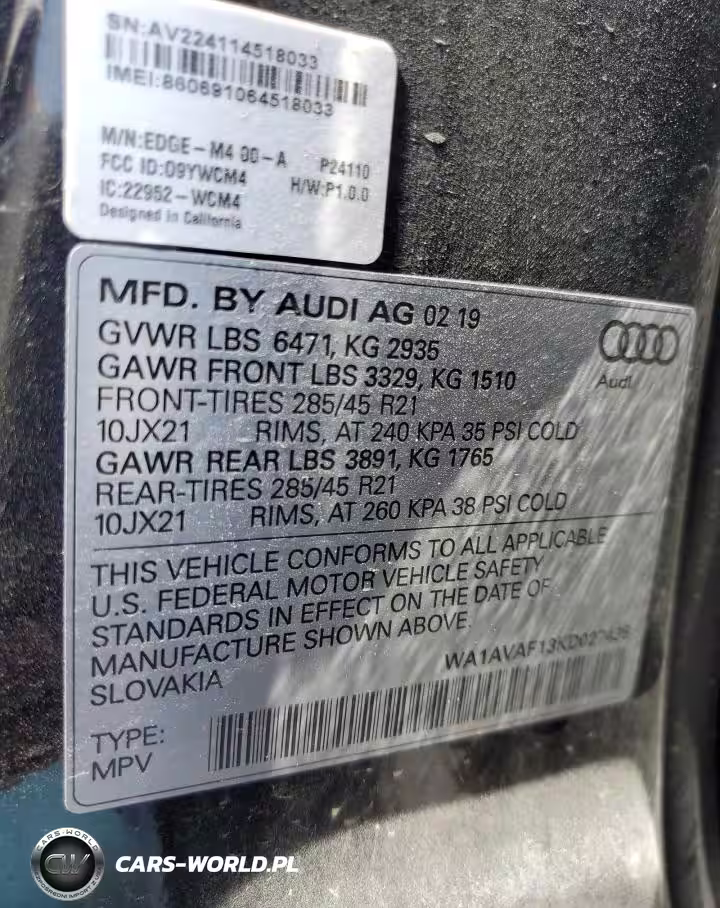 SN:AV224114518033
IMEI:860691064518033
M/N:EDGE-M4 00-A P24110
FCC ID:O9YWCM4 H/W:P1.0.0
IC:22952-WCM4
Designed in California
MFD. BY AUDI AG 02 19
GVWR LBS 6471, KG 2935
GAWR FRONT LBS 3329, KG 1510
Audi
FRONT-TIRES 285/45 R21
10JX21 RIMS, AT 240 KPA 35 PSI COLD
GAWR REAR LBS 3891, KG 1765
REAR-TIRES 285/45 R21
10JX21 RIMS, AT 260 KPA 38 PSI COLD
THIS VEHICLE CONFORMS TO ALL APPLICABLE
U.S. FEDERAL MOTOR VEHICLE SAFETY
STANDARDS IN EFFECT ON THE DATE OF
MANUFACTURE SHOWN ABOVE.
SLOVAKIA
TYPE:
MPV
CARS-WORLD
CW
CARS-WORLD.PL